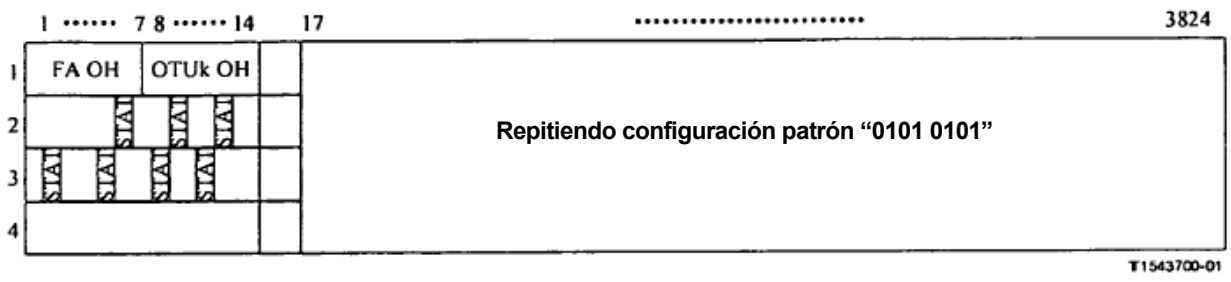 1 ······ 7 8 ······ 14 17 ························ 3824
1 FA OH OTUk OH
2 STAT STAT STAT
Repitiendo configuración patrón “0101 0101”
3 STAT STAT STAT STAT
4
T1543700-01